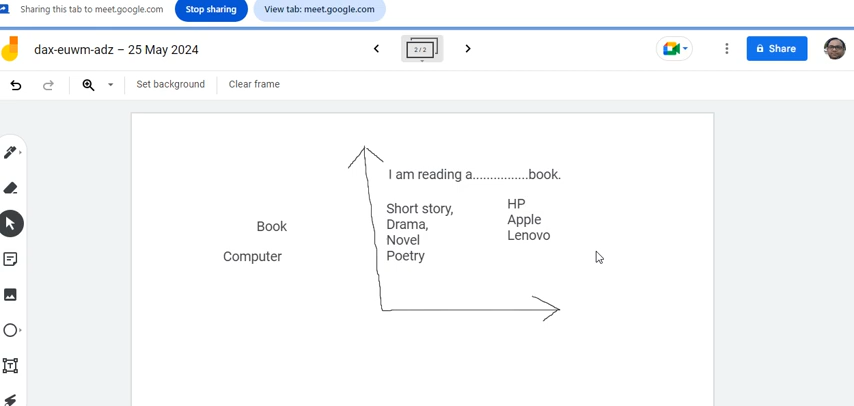 Sharing this tab to meet.google.com
Stop sharing
View tab: meet.google.com
dax-euwm-adz – 25 May 2024
2 / 2
Share
Set background
Clear frame
I am reading a................book.
Short story,
Drama,
Novel
Poetry
HP
Apple
Lenovo
Book
Computer